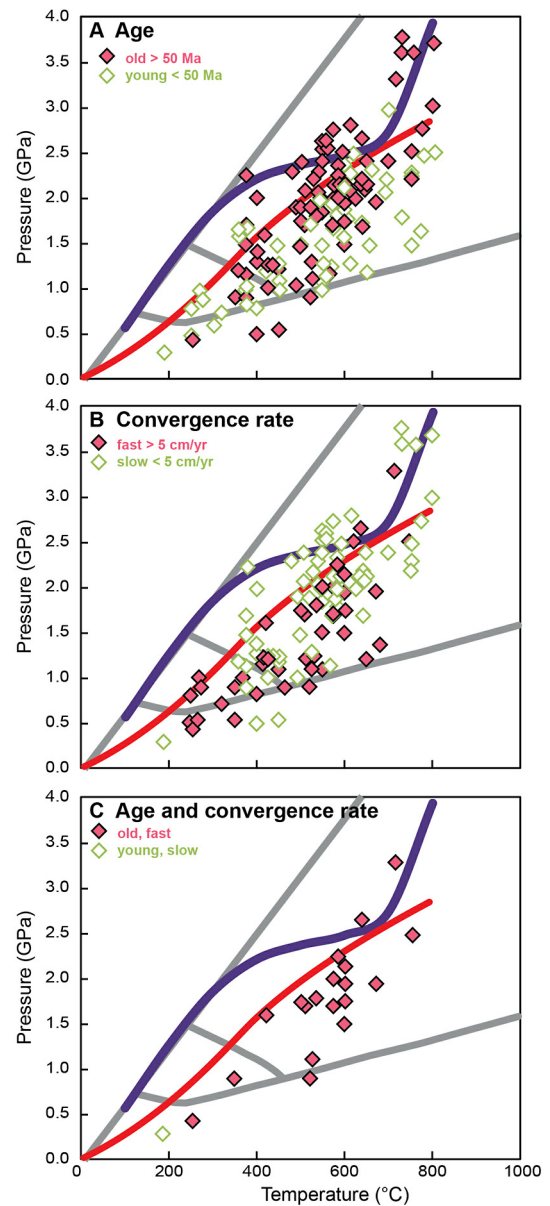 A Age
old > 50 Ma
young < 50 Ma
4.0
3.5
3.0
2.5
2.0
1.5
1.0
0.5
0.0
Pressure (GPa)
B Convergence rate
fast > 5 cm/yr
slow < 5 cm/yr
4.0
3.5
3.0
2.5
2.0
1.5
1.0
0.5
0.0
Pressure (GPa)
C Age and convergence rate
old, fast
young, slow
4.0
3.5
3.0
2.5
2.0
1.5
1.0
0.5
0.0
Pressure (GPa)
0 200 400 600 800 1000
Temperature (°C)